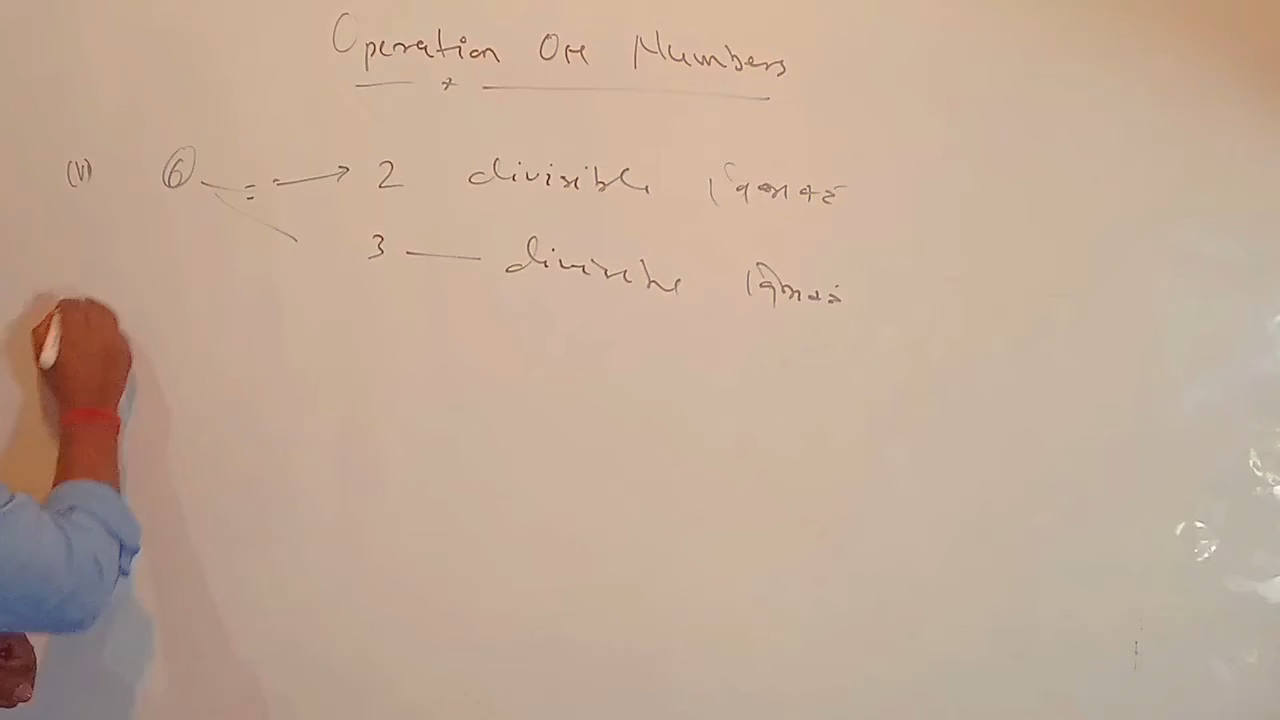 Operation On Numbers
(V) 6 → 2 divisible
3 — divisible